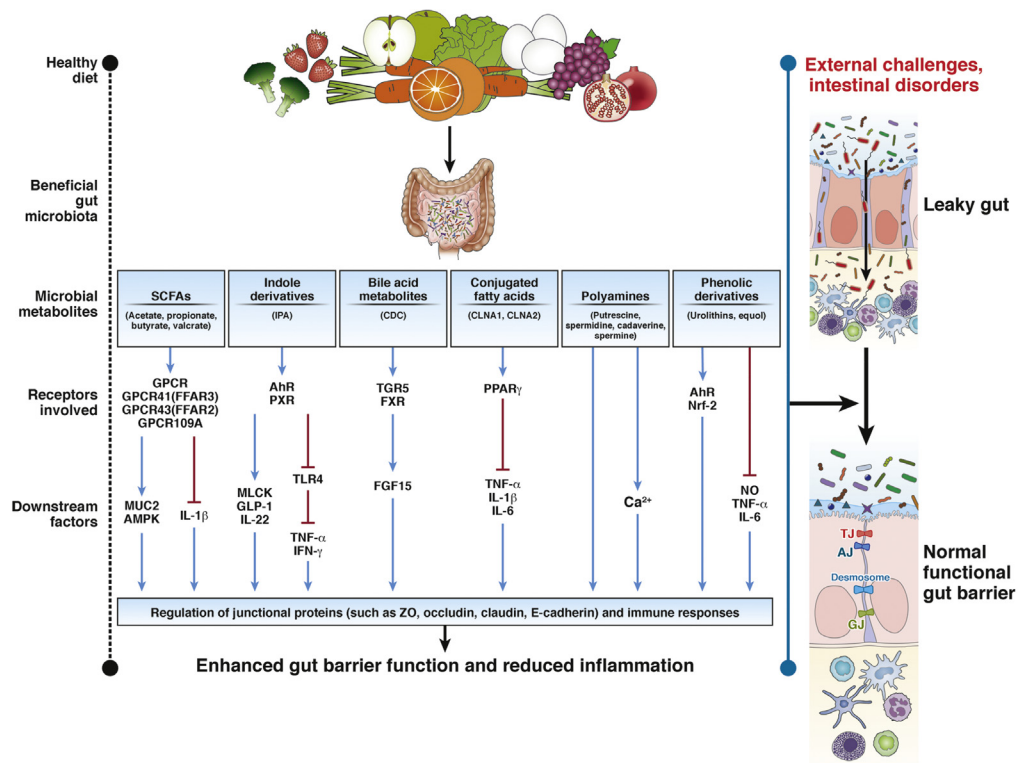 Healthy
diet
External challenges,
intestinal disorders
Beneficial
gut
microbiota
Leaky gut
Microbial
metabolites
SCFAs
(Acetate, propionate,
butyrate, valcrate)
Indole
derivatives
(IPA)
Bile acid
metabolites
(CDC)
Conjugated
fatty acids
(CLNA1, CLNA2)
Polyamines
(Putrescine,
spermidine, cadaverine,
spermine)
Phenolic
derivatives
(Urolithins, equol)
Receptors
involved
GPCR
GPCR41(FFAR3)
GPCR43(FFAR2)
GPCR109A
AhR
PXR
TGR5
FXR
PPARγ
AhR
Nrf-2
Downstream
factors
MUC2
AMPK
IL-1β
MLCK
GLP-1
IL-22
TLR4
TNF-α
IFN-γ
FGF15
TNF-α
IL-1β
IL-6
Ca²⁺
NO
TNF-α
IL-6
TJ
AJ
Desmosome
GJ
Normal
functional
gut barrier
Regulation of junctional proteins (such as ZO, occludin, claudin, E-cadherin) and immune responses
Enhanced gut barrier function and reduced inflammation